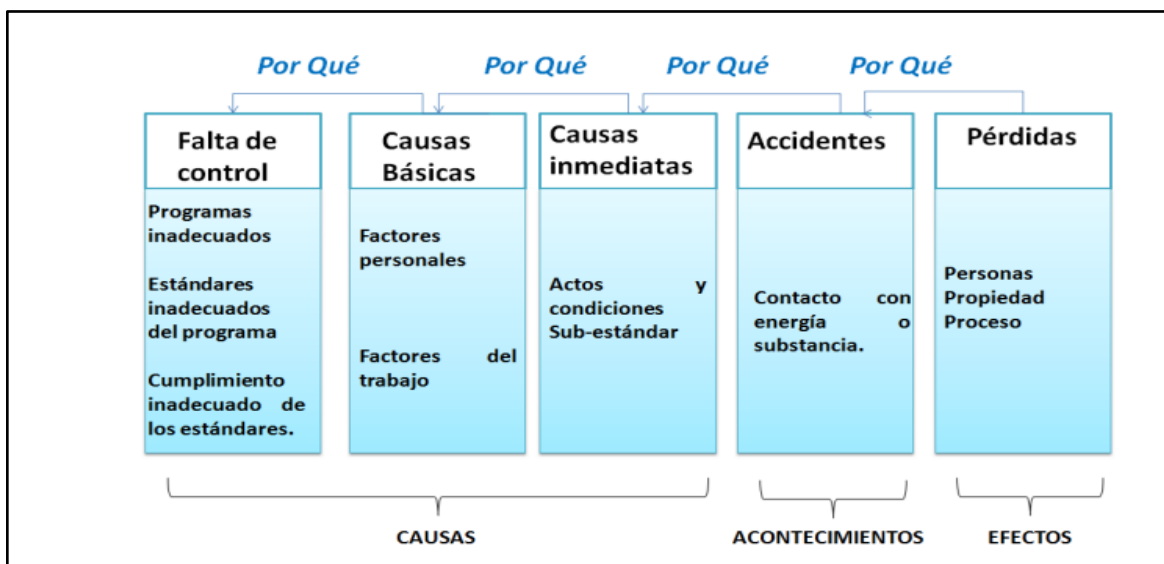 Por Qué
Por Qué
Por Qué
Por Qué
Falta de
control
Programas
inadecuados
Estándares
inadecuados
del programa
Cumplimiento
inadecuado de
los estándares.
Causas
Básicas
Factores
personales
Factores del
trabajo
Causas
inmediatas
Actos y
condiciones
Sub-estándar
Accidentes
Contacto con
energía o
substancia.
Pérdidas
Personas
Propiedad
Proceso
CAUSAS
ACONTECIMIENTOS
EFECTOS